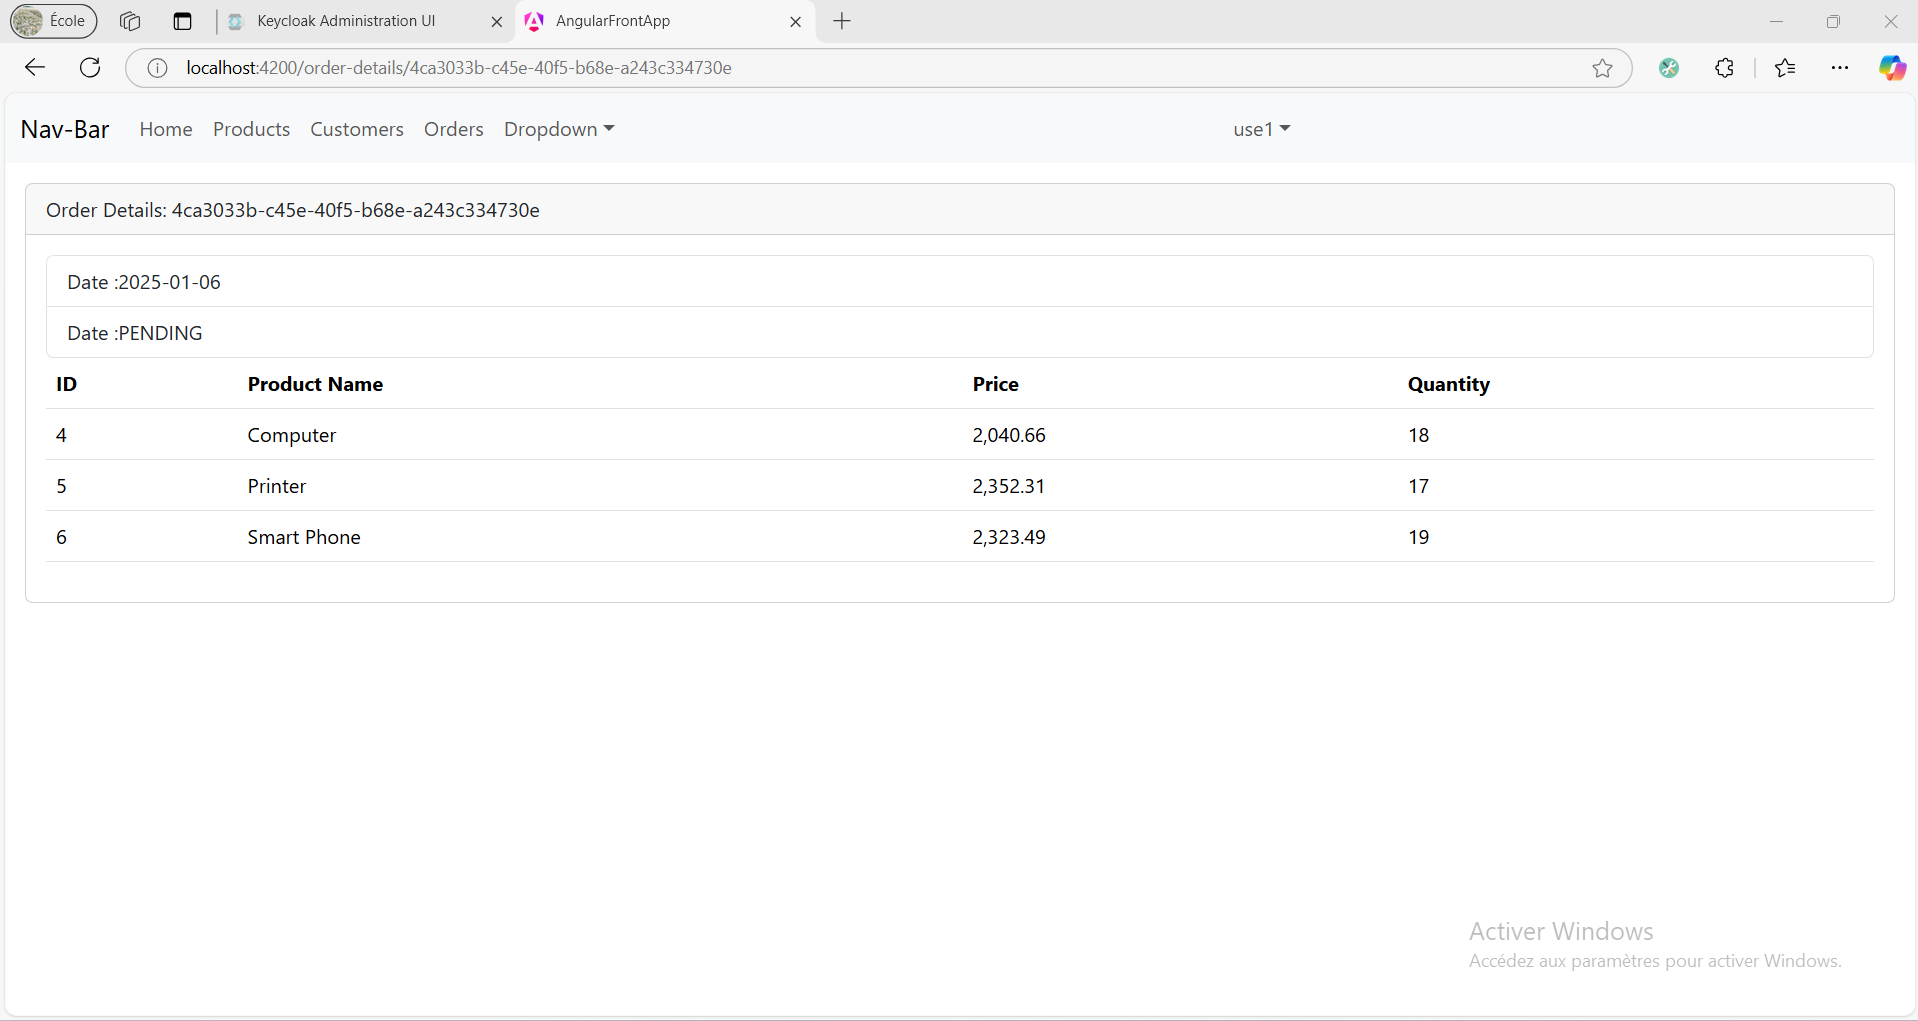 École
Keycloak Administration UI
AngularFrontApp
localhost:4200/order-details/4ca3033b-c45e-40f5-b68e-a243c334730e
Nav-Bar Home Products Customers Orders Dropdown use1
Order Details: 4ca3033b-c45e-40f5-b68e-a243c334730e
Date :2025-01-06
Date :PENDING
ID Product Name Price Quantity
4 Computer 2,040.66 18
5 Printer 2,352.31 17
6 Smart Phone 2,323.49 19
Activer Windows
Accédez aux paramètres pour activer Windows.